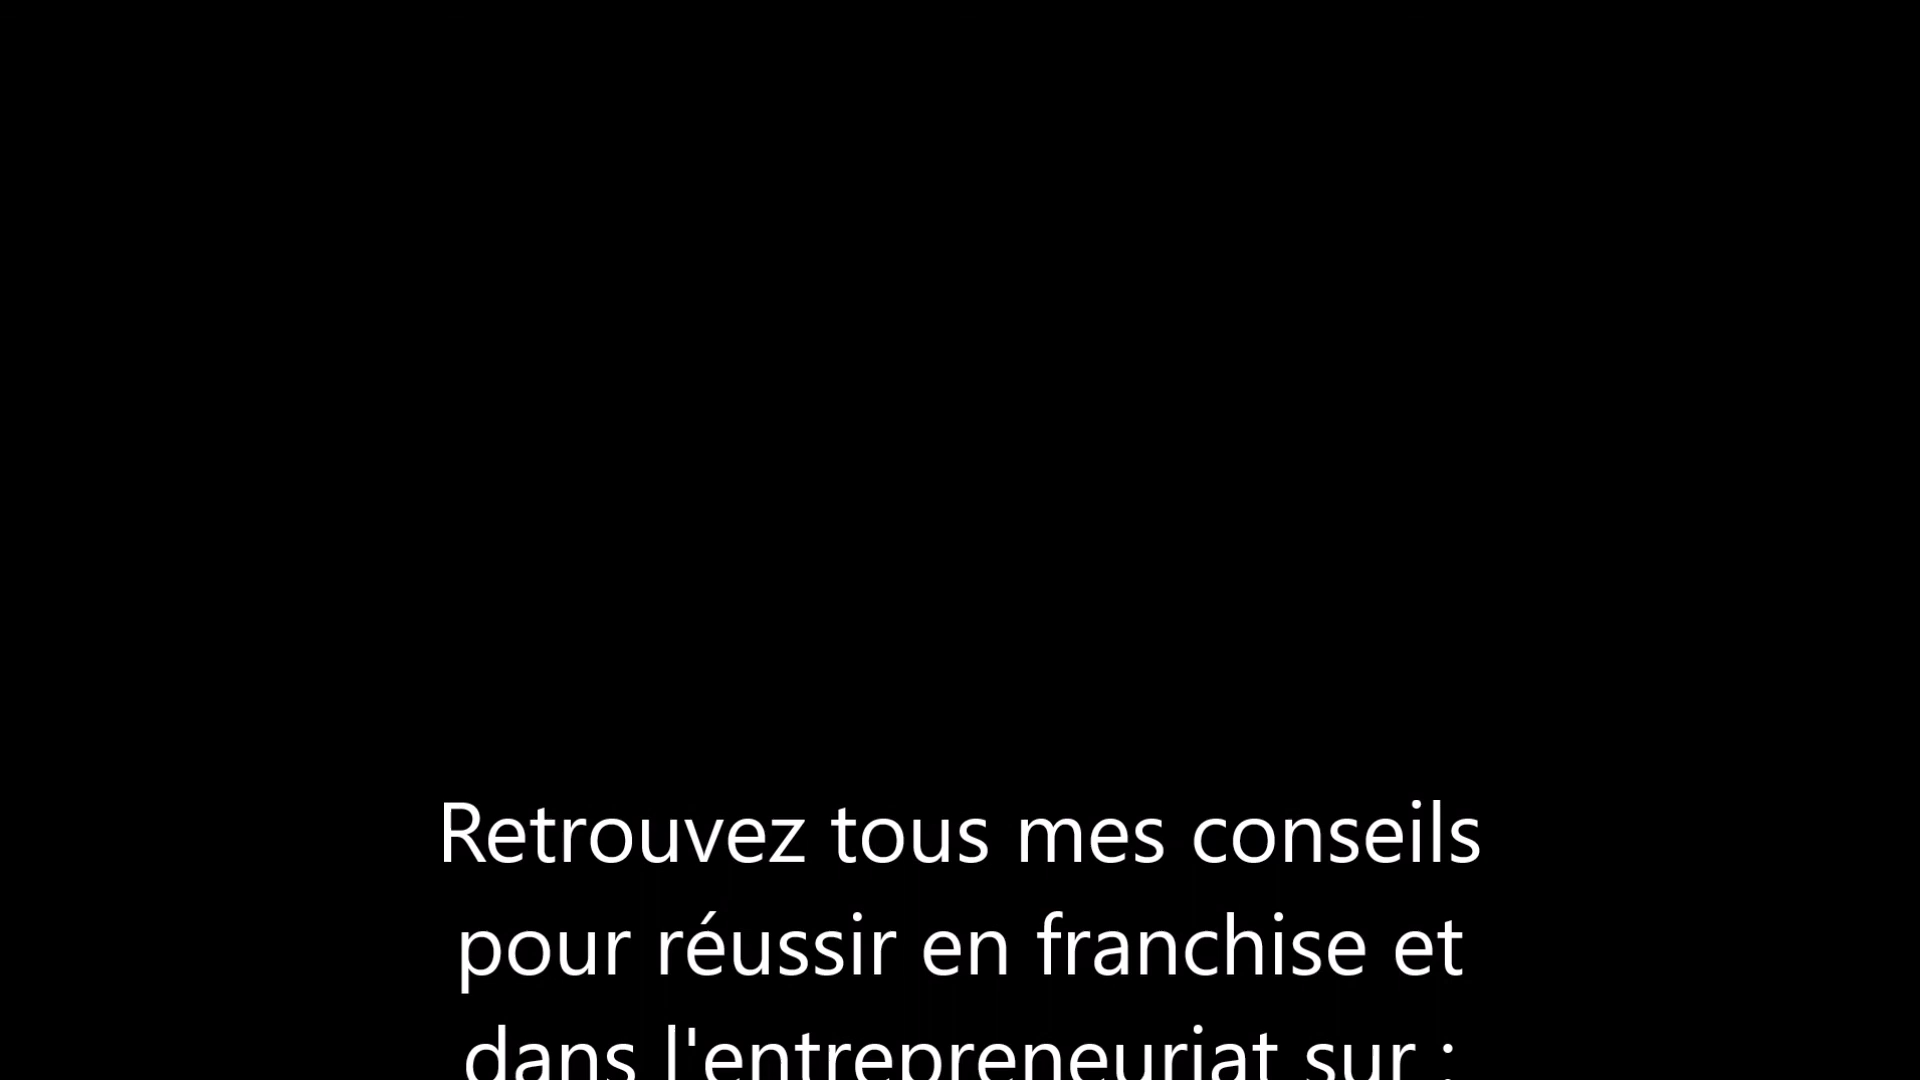 Retrouvez tous mes conseils
pour réussir en franchise et
dans l'entrepreneuriat sur :